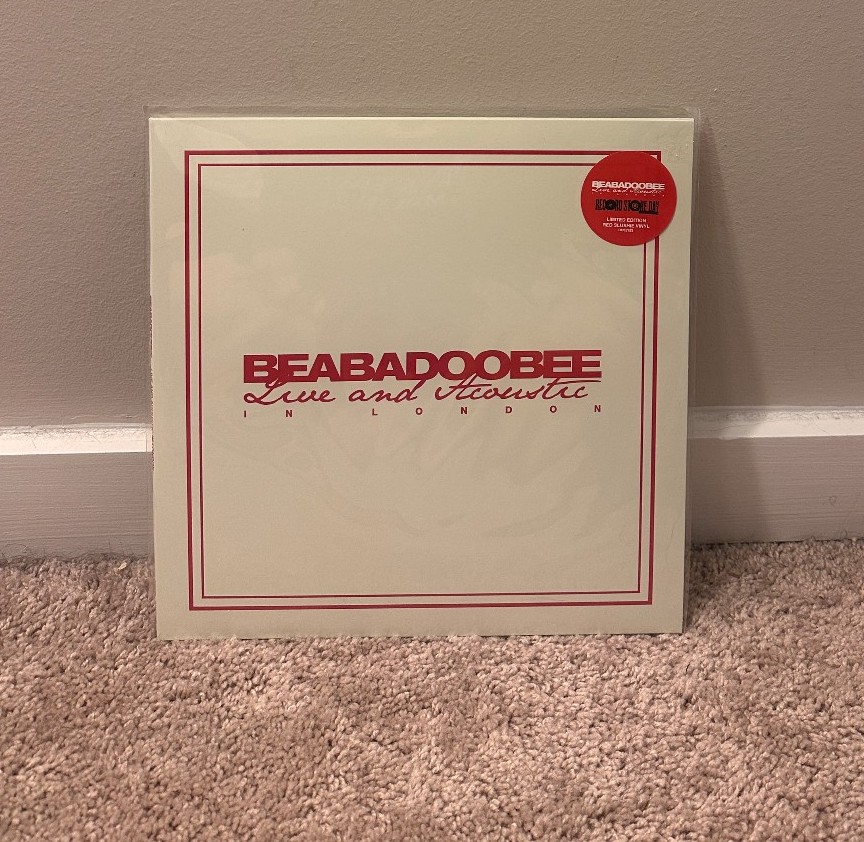 BEABADOOBEE
Live and Acoustic
RECORD STORE DAY
LIMITED EDITION
RED SLUSHIE VINYL
BEABADOOBEE
Live and Acoustic
IN LONDON